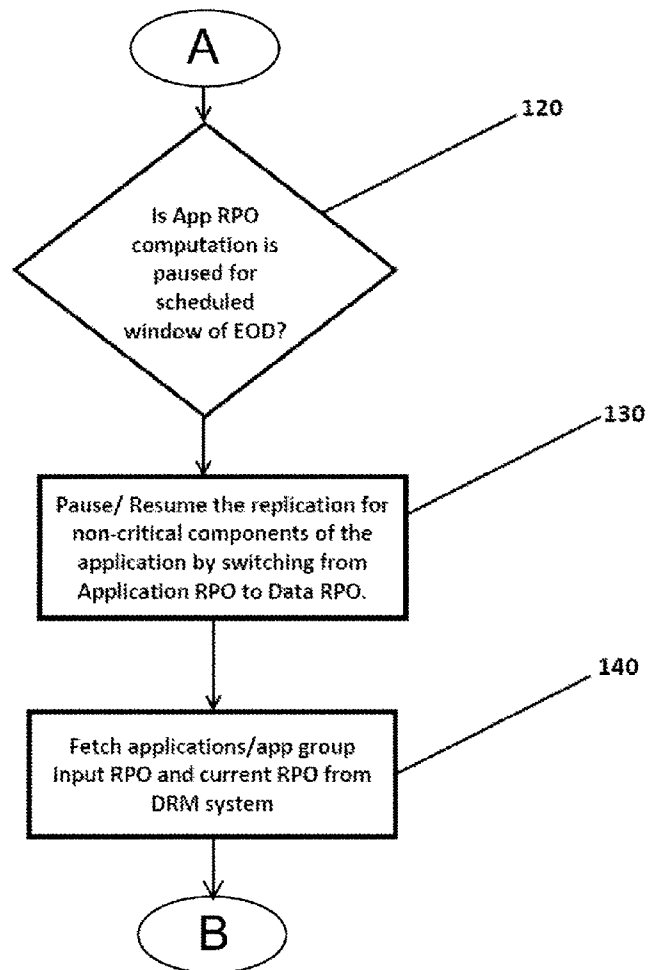 A
120
Is App RPO
computation is
paused for
scheduled
window of EOD?
130
Pause/ Resume the replication for
non-critical components of the
application by switching from
Application RPO to Data RPO.
140
Fetch applications/app group
input RPO and current RPO from
DRM system
B